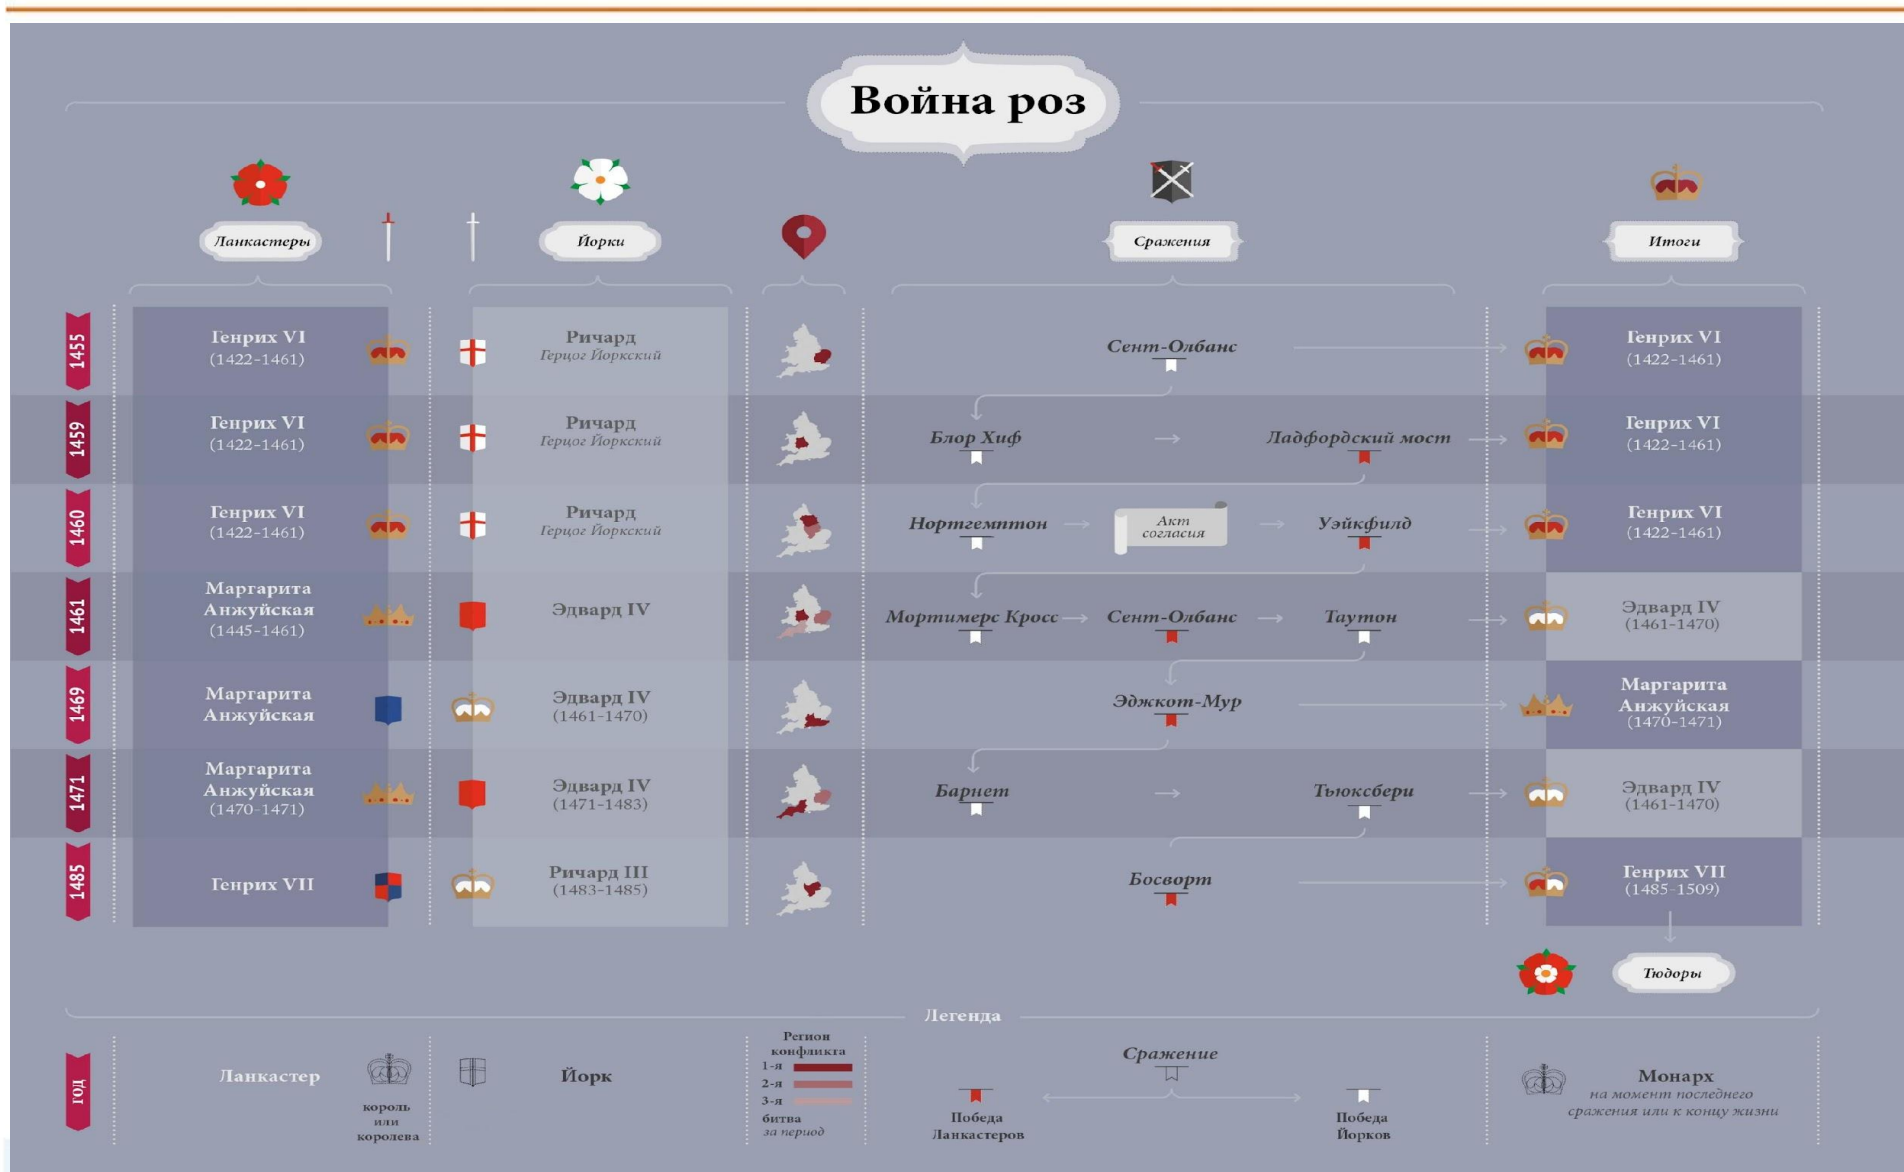 Война роз
Ланкастеры
Йорки
Сражения
Итоги
1455
Генрих VI
(1422-1461)
Ричард
Герцог Йоркский
Сент-Олбанс
Генрих VI
(1422-1461)
1459
Генрих VI
(1422-1461)
Ричард
Герцог Йоркский
Блор Хиф
Ладфордский мост
Генрих VI
(1422-1461)
1460
Генрих VI
(1422-1461)
Ричард
Герцог Йоркский
Нортгемптон
Акт
согласия
Уэйкфилд
Генрих VI
(1422-1461)
1461
Маргарита
Анжуйская
(1445-1461)
Эдвард IV
Мортимерс Кросс
Сент-Олбанс
Таутон
Эдвард IV
(1461-1470)
1469
Маргарита
Анжуйская
Эдвард IV
(1461-1470)
Эджкот-Мур
Маргарита
Анжуйская
(1470-1471)
1471
Маргарита
Анжуйская
(1470-1471)
Эдвард IV
(1471-1483)
Барнет
Тьюксбери
Эдвард IV
(1461-1470)
1485
Генрих VII
Ричард III
(1483-1485)
Босворт
Генрих VII
(1485-1509)
Тюдоры
Легенда
год
Ланкастер
король
или
королева
Йорк
Регион
конфликта
1-я
2-я
3-я
битва
за период
Сражение
Победа
Ланкастеров
Победа
Йорков
Монарх
на момент последнего
сражения или к концу жизни